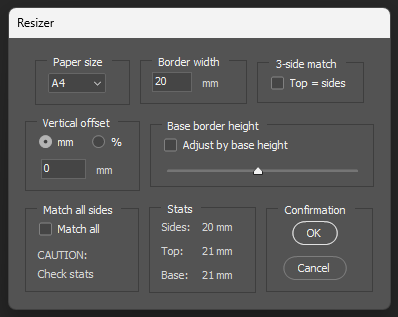 Resizer
Paper size
A4
Border width
20 mm
3-side match
Top = sides
Vertical offset
mm %
0 mm
Base border height
Adjust by base height
Match all sides
Match all
CAUTION:
Check stats
Stats
Sides: 20 mm
Top: 21 mm
Base: 21 mm
Confirmation
OK
Cancel